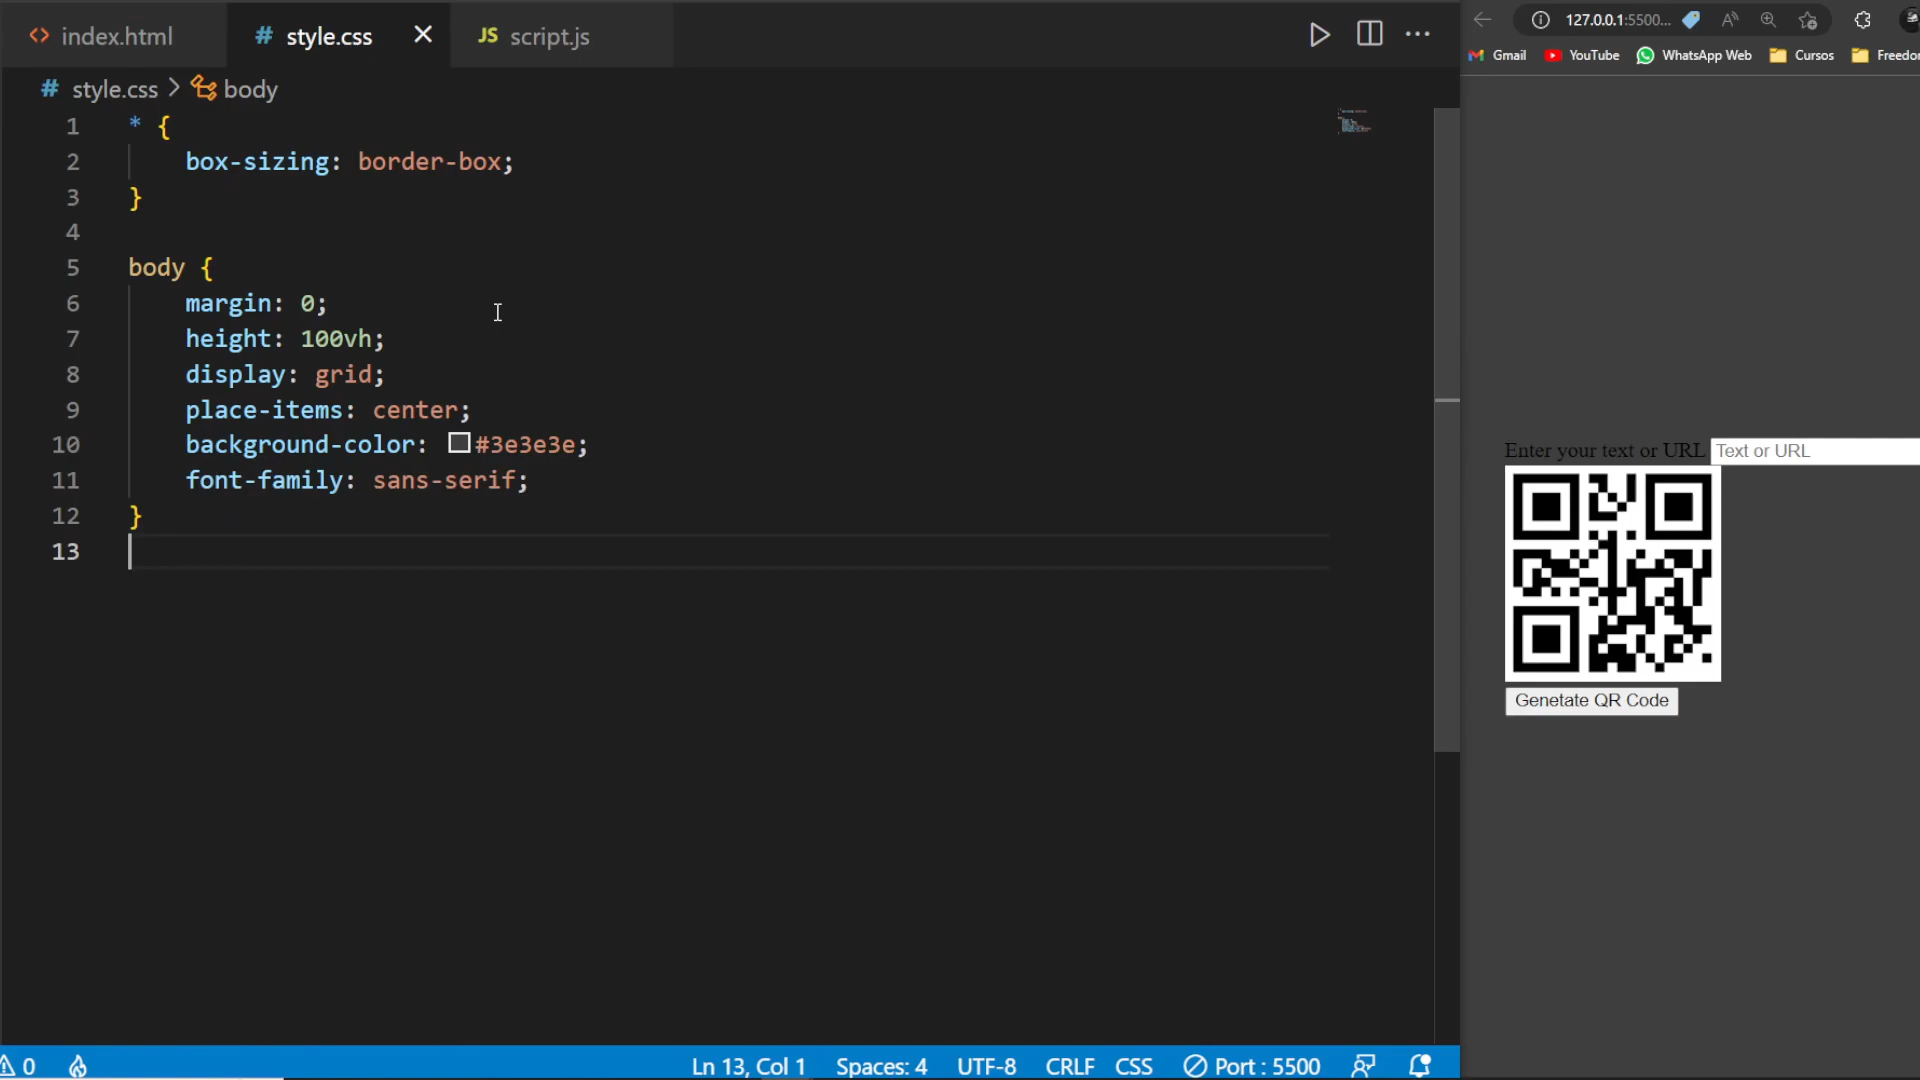 index.html
style.css
JS script.js
# style.css > body
1 * {
2 box-sizing: border-box;
3 }
4
5 body {
6 margin: 0;
7 height: 100vh;
8 display: grid;
9 place-items: center;
10 background-color: #3e3e3e;
11 font-family: sans-serif;
12 }
13
0
Ln 13, Col 1
Spaces: 4
UTF-8
CRLF
CSS
Port : 5500
127.0.0.1:5500...
Gmail
YouTube
WhatsApp Web
Cursos
Freedo
Enter your text or URL
Text or URL
Genetate QR Code